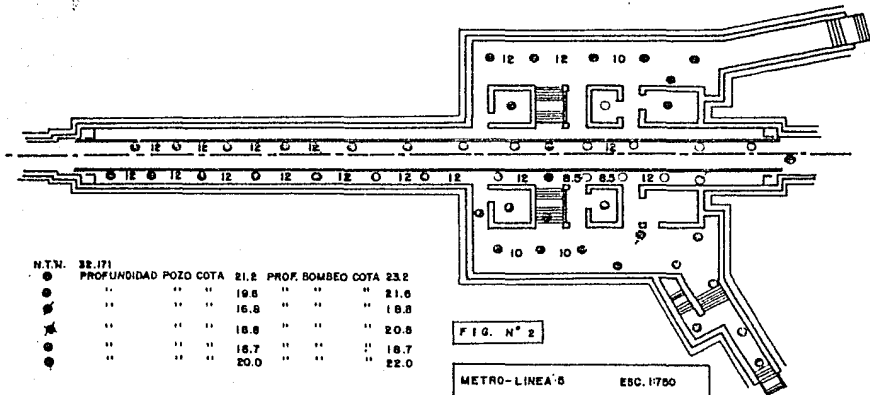 12 12 10
12 12 12 12 12
12 12 12 12 12 12 12 12 8.5 8.5 12
10 10
N.T.N. 32.171
PROFUNDIDAD POZO COTA 21.2 PROF. BOMBEO COTA 23.2
" " " 19.6 " " " 21.6
" " " 16.8 " " " 18.8
" " " 18.8 " " " 20.8
" " " 16.7 " " " 18.7
" " " 20.0 " " " 22.0
FIG. Nº 2
METRO-LINEA 5 ESC. 1:750